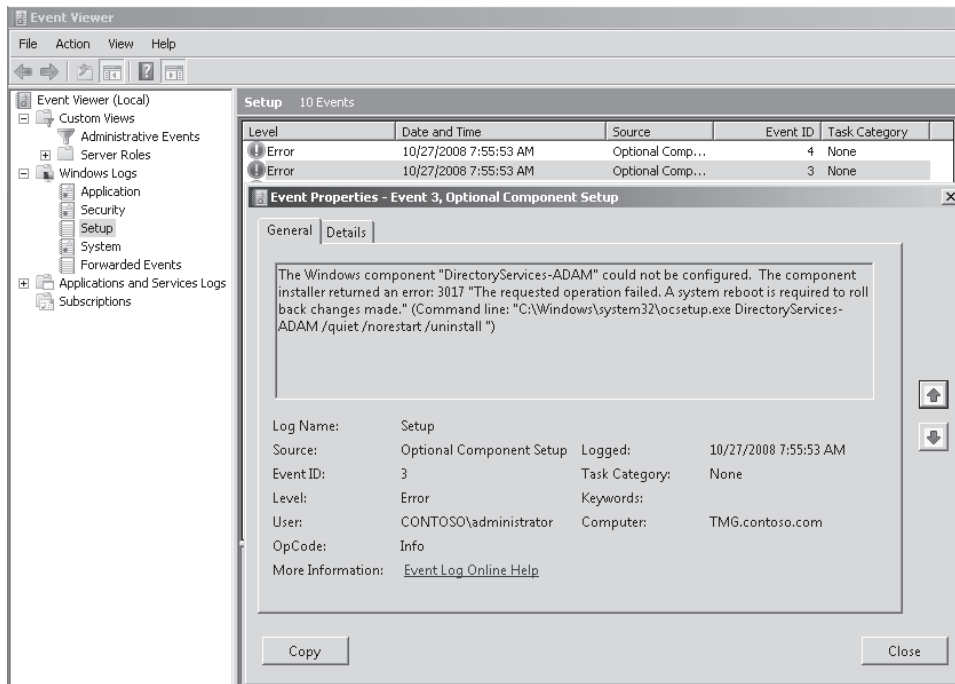 Event Viewer
File Action View Help
Event Viewer (Local)
Custom Views
Administrative Events
Server Roles
Windows Logs
Application
Security
Setup
System
Forwarded Events
Applications and Services Logs
Subscriptions
Setup 10 Events
Level Date and Time Source Event ID Task Category
Error 10/27/2008 7:55:53 AM Optional Comp... 4 None
Error 10/27/2008 7:55:53 AM Optional Comp... 3 None
Event Properties - Event 3, Optional Component Setup
General Details
The Windows component "DirectoryServices-ADAM" could not be configured. The component
installer returned an error: 3017 "The requested operation failed. A system reboot is required to roll
back changes made." (Command line: "C:\Windows\system32\ocsetup.exe DirectoryServices-
ADAM /quiet /norestart /uninstall ")
Log Name: Setup
Source: Optional Component Setup Logged: 10/27/2008 7:55:53 AM
Event ID: 3 Task Category: None
Level: Error Keywords:
User: CONTOSO\administrator Computer: TMG.contoso.com
OpCode: Info
More Information: Event Log Online Help
Copy Close